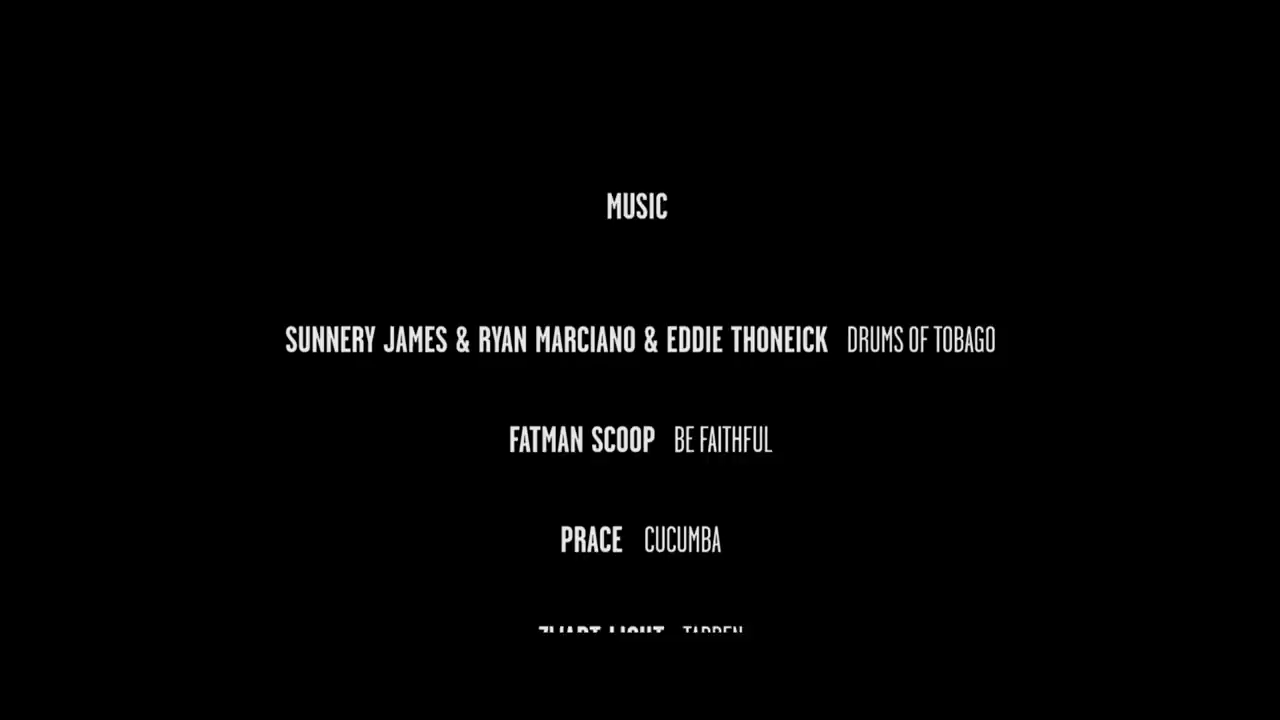 MUSIC
SUNNERY JAMES & RYAN MARCIANO & EDDIE THONEICK DRUMS OF TOBAGO
FATMAN SCOOP BE FAITHFUL
PRACE CUCUMBA